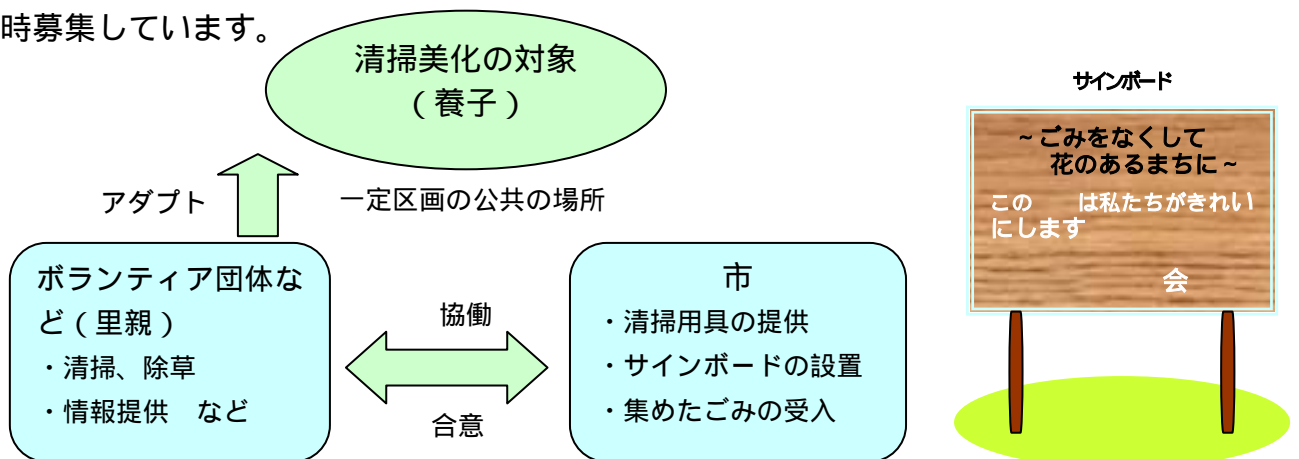 時募集しています。
清掃美化の対象
(養子)
アダプト
一定区画の公共の場所
ボランティア団体な
ど(里親)
・清掃、除草
・情報提供 など
協働
合意
市
・清掃用具の提供
・サインボードの設置
・集めたごみの受入
サインボード
~ごみをなくして
花のあるまちに~
この は私たちがきれい
にします
会